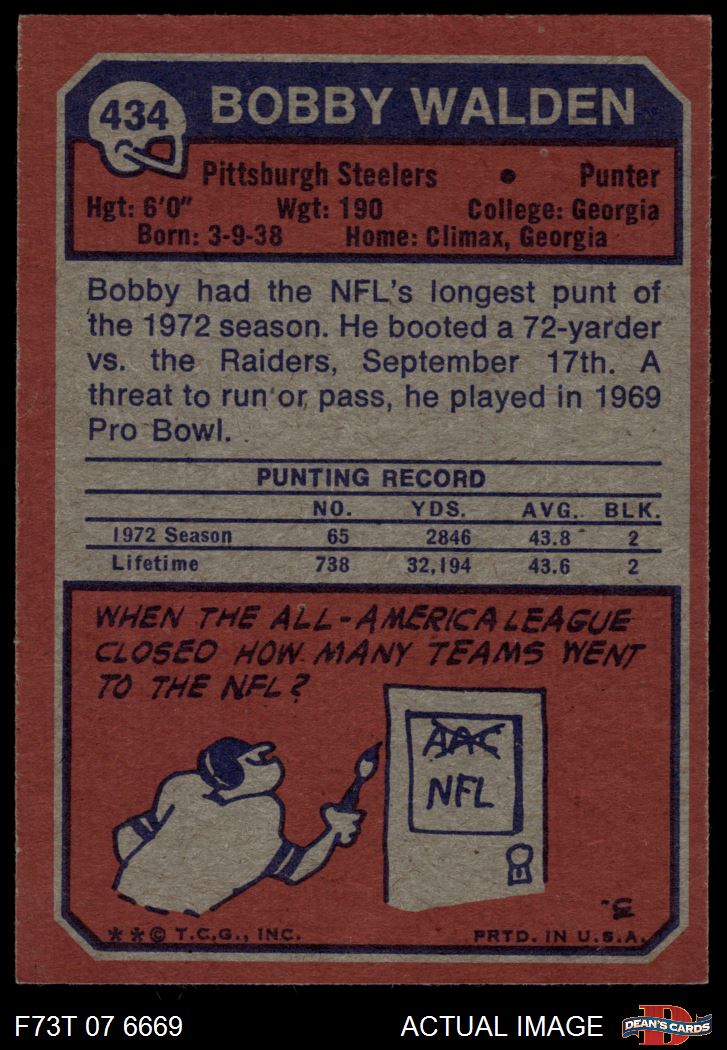 434
BOBBY WALDEN
Pittsburgh Steelers • Punter
Hgt: 6'0" Wgt: 190 College: Georgia
Born: 3-9-38 Home: Climax, Georgia
Bobby had the NFL's longest punt of
the 1972 season. He booted a 72-yarder
vs. the Raiders, September 17th. A
threat to run or pass, he played in 1969
Pro Bowl.
PUNTING RECORD
NO. YDS. AVG. BLK.
1972 Season 65 2846 43.8 2
Lifetime 738 32,194 43.6 2
WHEN THE ALL-AMERICA LEAGUE
CLOSED HOW MANY TEAMS WENT
TO THE NFL?
AAC
NFL
**© T.C.G., INC. PRTD. IN U.S.A.
F73T 07 6669 ACTUAL IMAGE
D
DEAN'S CARDS